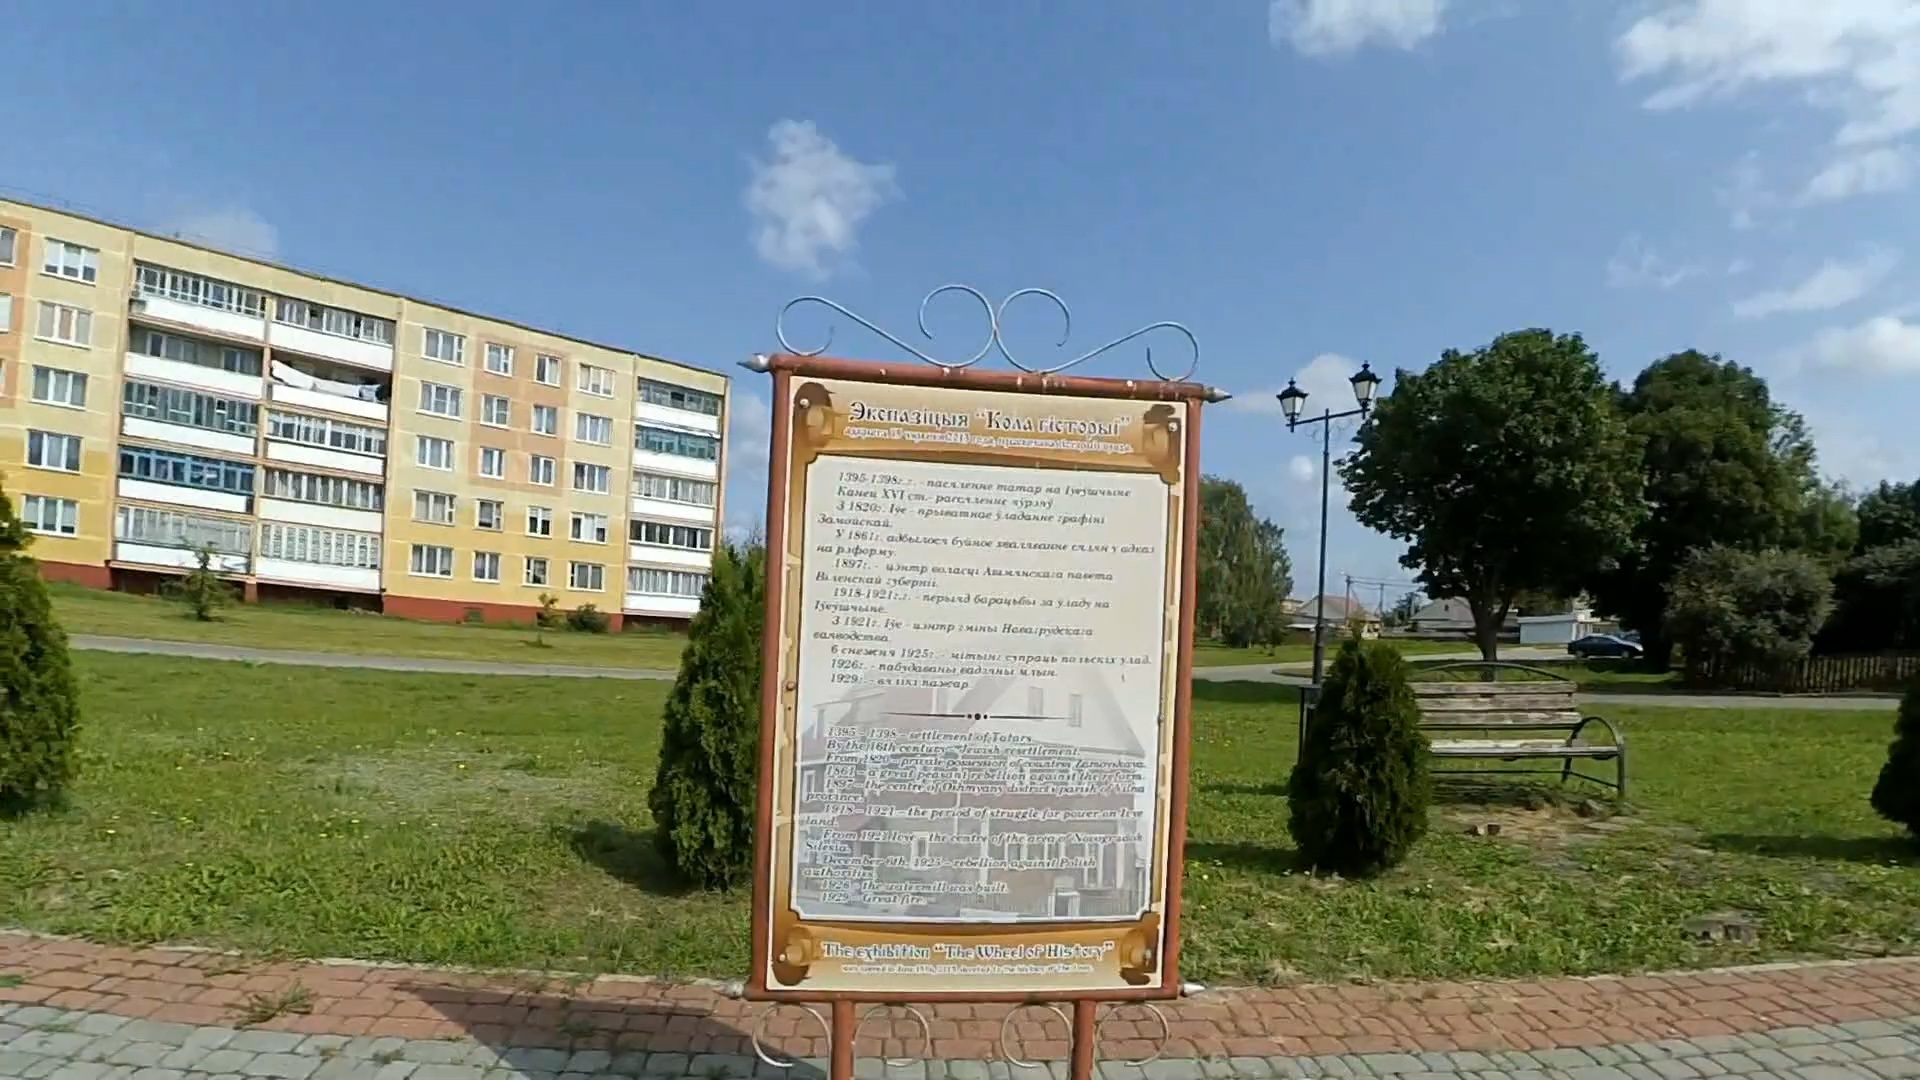 Экспазіцыя "Кола гісторыі"
1395-1398г.г. - пасяленне татар на Іўеўшчыне
Канец XVI ст.- рассяленне яўрэяў
З 1820г. Іўе - прыватнае ўладанне графіні
Замойскай.
У 1861г. адбылося буйное хваляванне сялян у адказ
на рэформу.
1897г. - цэнтр воласці Ашмянскага павета
Віленскай губерніі.
1918-1921г.г. - перыяд барацьбы за ўладу на
Іўеўшчыне.
З 1921г. Іўе - цэнтр гміны Навагрудскага
ваяводства.
6 снежня 1925г. - мітынг супраць польскіх улад.
1926г. - пабудаваны вадзяны млын.
1929г. - вялікі пажар.
1395 - 1398 - settlement of Tatars.
By the 16th century - Jewish resettlement.
From 1820 - private possession of countess Zamoyskaya.
1861 - a great peasant rebellion against the reform.
1897 - the centre of Oshmyany district's parish of Vilna
province.
1918 - 1921 - the period of struggle for power on Ivye
land.
From 1921 Ivye - the centre of the area of Novogrudok
Silesia.
December 6th, 1925 - rebellion against Polish
authorities.
1926 - the watermill was built.
1929 - Great fire.
The exhibition "The Wheel of History"